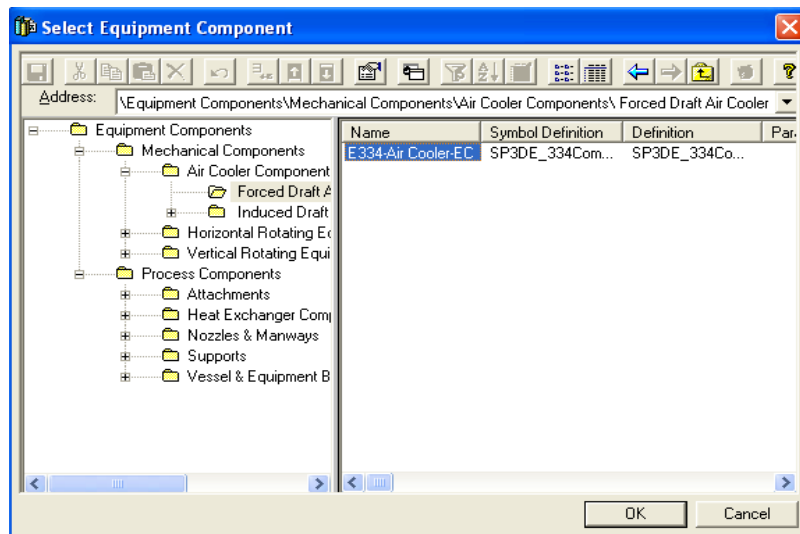 Select Equipment Component
Address: \Equipment Components\Mechanical Components\Air Cooler Components\ Forced Draft Air Cooler
Equipment Components
Mechanical Components
Air Cooler Component
Forced Draft A
Induced Draft
Horizontal Rotating Ec
Vertical Rotating Equi
Process Components
Attachments
Heat Exchanger Com
Nozzles & Manways
Supports
Vessel & Equipment B
Name Symbol Definition Definition Par
E334-Air Cooler-EC SP3DE_334Com... SP3DE_334Co...
OK Cancel